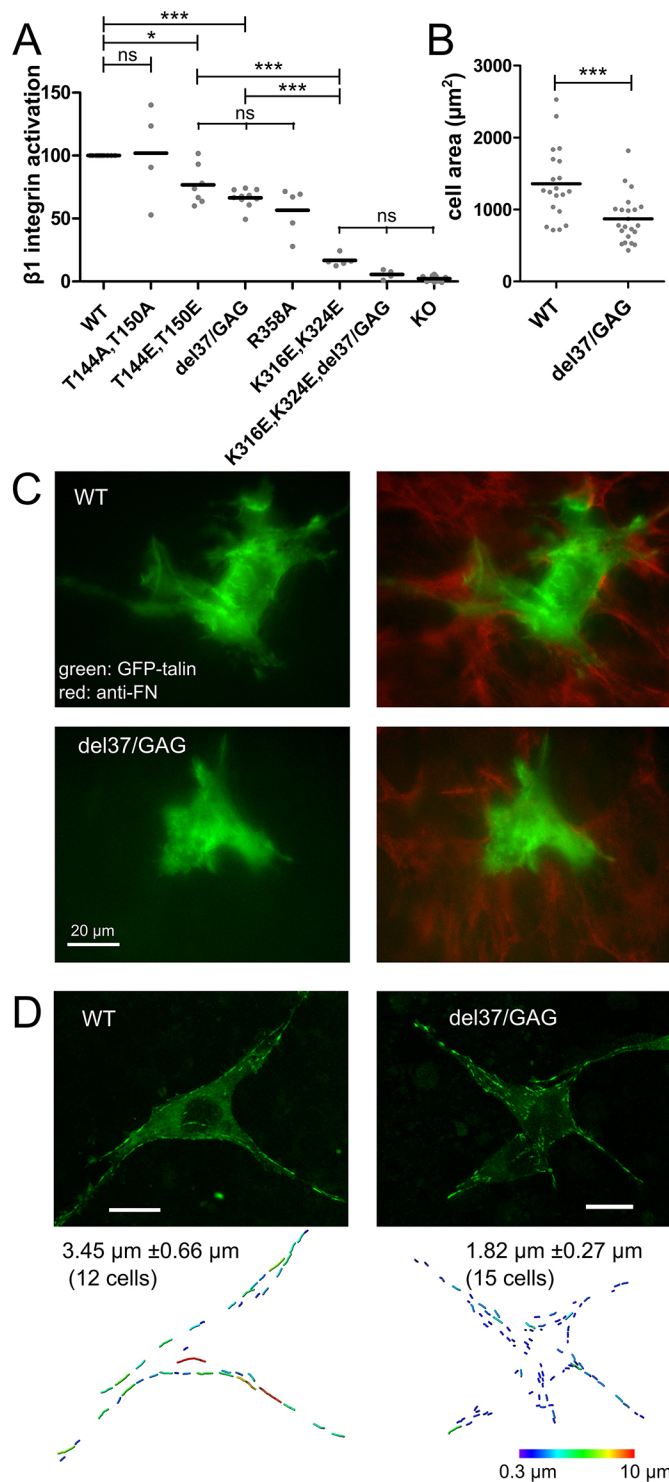 A
B
***
*
ns
***
***
ns
ns
β1 integrin activation
150
100
50
0
WT
T144A,T150A
T144E,T150E
del37/GAG
R358A
K316E,K324E
K316E,K324E,del37/GAG
KO
***
cell area (µm²)
3000
2000
1000
0
WT
del37/GAG
C
WT
green: GFP-talin
red: anti-FN
del37/GAG
20 µm
D
WT
del37/GAG
3.45 µm ±0.66 µm
(12 cells)
1.82 µm ±0.27 µm
(15 cells)
0.3 µm
10 µm